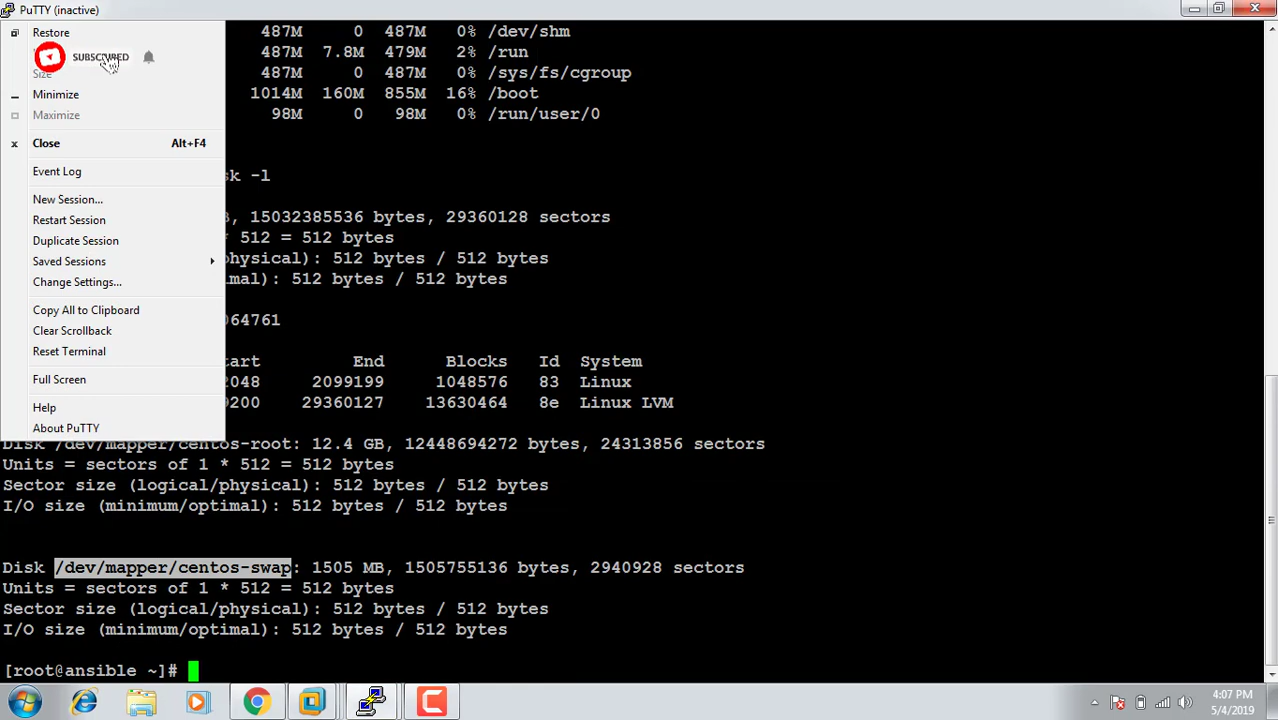 PuTTY (inactive)
Restore
SUBSCRIBED
Size
Minimize
Maximize
Close Alt+F4
Event Log
New Session...
Restart Session
Duplicate Session
Saved Sessions
Change Settings...
Copy All to Clipboard
Clear Scrollback
Reset Terminal
Full Screen
Help
About PuTTY
487M 0 487M 0% /dev/shm
487M 7.8M 479M 2% /run
487M 0 487M 0% /sys/fs/cgroup
1014M 160M 855M 16% /boot
98M 0 98M 0% /run/user/0
sk -l
B, 15032385536 bytes, 29360128 sectors
* 512 = 512 bytes
hysical): 512 bytes / 512 bytes
imal): 512 bytes / 512 bytes
064761
tart End Blocks Id System
2048 2099199 1048576 83 Linux
9200 29360127 13630464 8e Linux LVM
Disk /dev/mapper/centos-root: 12.4 GB, 12448694272 bytes, 24313856 sectors
Units = sectors of 1 * 512 = 512 bytes
Sector size (logical/physical): 512 bytes / 512 bytes
I/O size (minimum/optimal): 512 bytes / 512 bytes
Disk /dev/mapper/centos-swap: 1505 MB, 1505755136 bytes, 2940928 sectors
Units = sectors of 1 * 512 = 512 bytes
Sector size (logical/physical): 512 bytes / 512 bytes
I/O size (minimum/optimal): 512 bytes / 512 bytes
[root@ansible ~]#
4:07 PM
5/4/2019